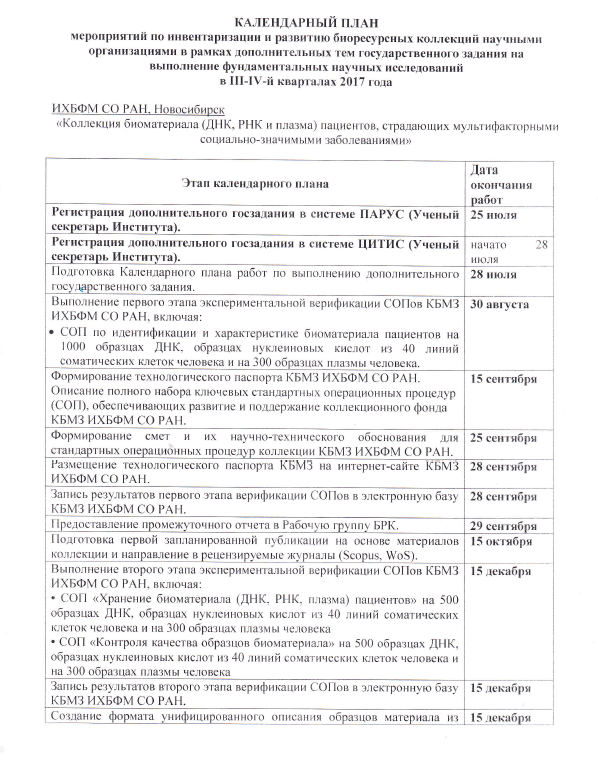 КАЛЕНДАРНЫЙ ПЛАН
мероприятий по инвентаризации и развитию биоресурсных коллекций научными
организациями в рамках дополнительных тем государственного задания на
выполнение фундаментальных научных исследований
в III-IV-й кварталах 2017 года
ИХБФМ СО РАН, Новосибирск
«Коллекция биоматериала (ДНК, РНК и плазма) пациентов, страдающих мультифакторными
социально-значимыми заболеваниями»
Этап календарного плана
Дата
окончания
работ
Регистрация дополнительного госзадания в системе ПАРУС (Ученый
секретарь Института).
25 июля
Регистрация дополнительного госзадания в системе ЦИТИС (Ученый
секретарь Института).
начато 28
июля
Подготовка Календарного плана работ по выполнению дополнительного
государственного задания.
28 июля
Выполнение первого этапа экспериментальной верификации СОПов КБМЗ
ИХБФМ СО РАН, включая:
• СОП по идентификации и характеристике биоматериала пациентов на
1000 образцах ДНК, образцах нуклеиновых кислот из 40 линий
соматических клеток человека и на 300 образцах плазмы человека.
30 августа
Формирование технологического паспорта КБМЗ ИХБФМ СО РАН.
Описание полного набора ключевых стандартных операционных процедур
(СОП), обеспечивающих развитие и поддержание коллекционного фонда
КБМЗ ИХБФМ СО РАН.
15 сентября
Формирование смет и их научно-технического обоснования для
стандартных операционных процедур коллекции КБМЗ ИХБФМ СО РАН.
25 сентября
Размещение технологического паспорта КБМЗ на интернет-сайте КБМЗ
ИХБФМ СО РАН.
28 сентября
Запись результатов первого этапа верификации СОПов в электронную базу
КБМЗ ИХБФМ СО РАН.
28 сентября
Предоставление промежуточного отчета в Рабочую группу БРК.
29 сентября
Подготовка первой запланированной публикации на основе материалов
коллекции и направление в рецензируемые журналы (Scopus, WoS).
15 октября
Выполнение второго этапа экспериментальной верификации СОПов КБМЗ
ИХБФМ СО РАН, включая:
• СОП «Хранение биоматериала (ДНК, РНК, плазма) пациентов» на 500
образцах ДНК, образцах нуклеиновых кислот из 40 линий соматических
клеток человека и на 300 образцах плазмы человека
• СОП «Контроля качества образцов биоматериала» на 500 образцах ДНК,
образцах нуклеиновых кислот из 40 линий соматических клеток человека и
на 300 образцах плазмы человека
15 декабря
Запись результатов второго этапа верификации СОПов в электронную базу
КБМЗ ИХБФМ СО РАН.
15 декабря
Создание формата унифицированного описания образцов материала из
15 декабря